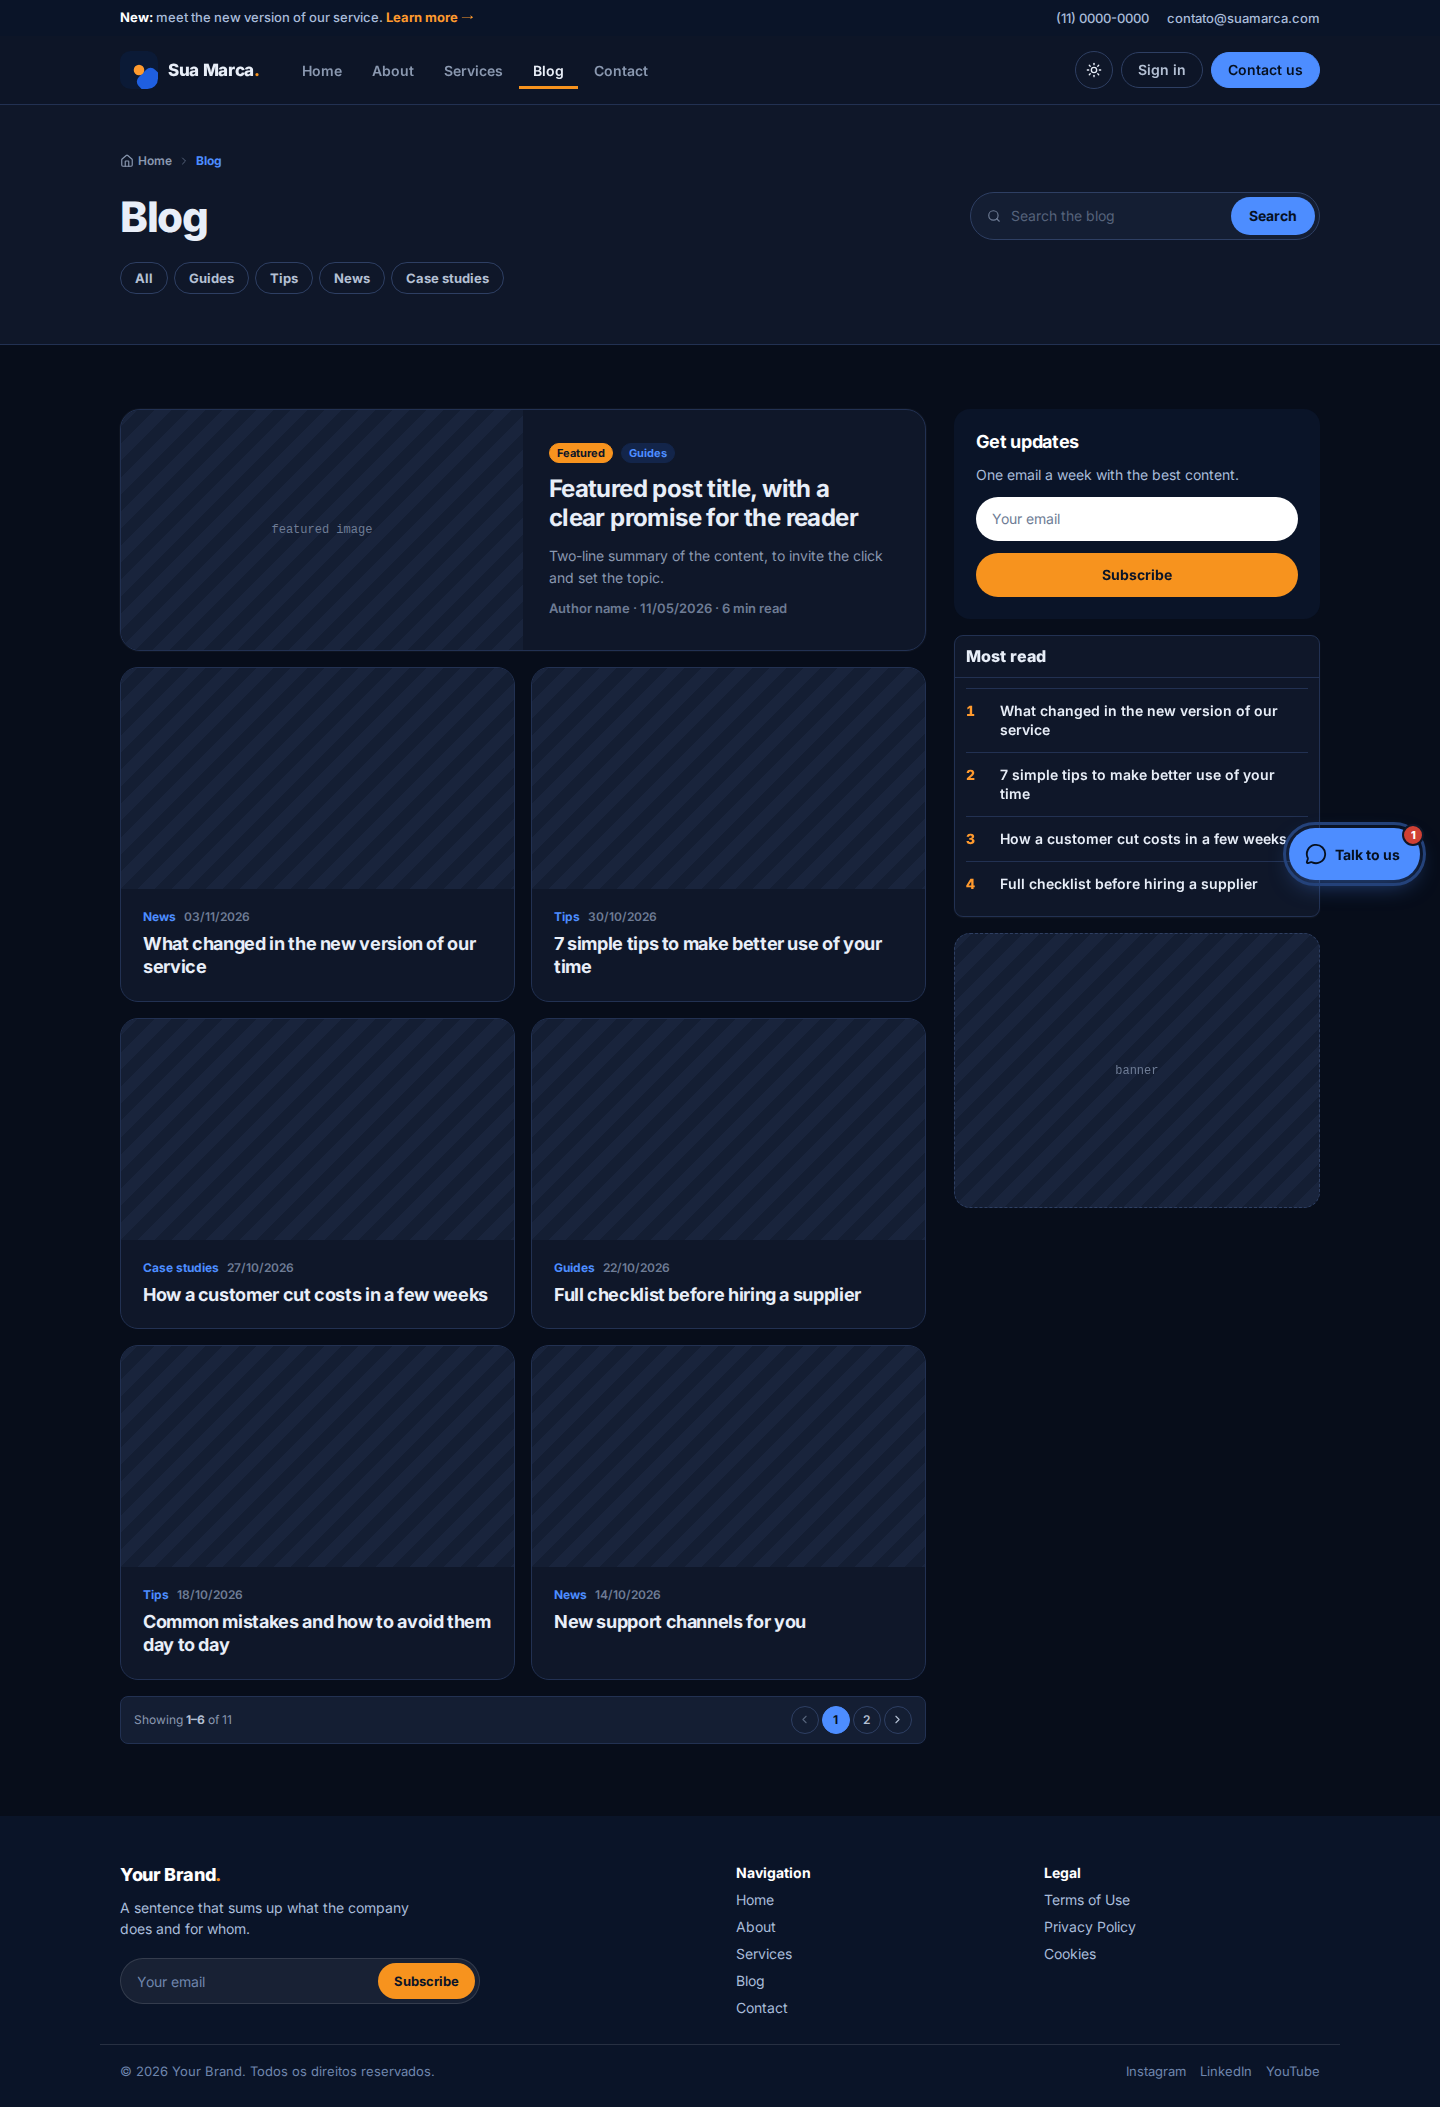 New: meet the new version of our service. Learn more →
(11) 0000-0000 contato@suamarca.com
Sua Marca.
Home About Services Blog Contact
Sign in Contact us
Home > Blog
Blog
Search the blog Search
All Guides Tips News Case studies
featured image
Featured Guides
Featured post title, with a
clear promise for the reader
Two-line summary of the content, to invite the click
and set the topic.
Author name · 11/05/2026 · 6 min read
News 03/11/2026
What changed in the new version of our
service
Tips 30/10/2026
7 simple tips to make better use of your
time
Case studies 27/10/2026
How a customer cut costs in a few weeks
Guides 22/10/2026
Full checklist before hiring a supplier
Tips 18/10/2026
Common mistakes and how to avoid them
day to day
News 14/10/2026
New support channels for you
Showing 1–6 of 11
1 2
Get updates
One email a week with the best content.
Your email
Subscribe
Most read
1 What changed in the new version of our
service
2 7 simple tips to make better use of your
time
3 How a customer cut costs in a few weeks
4 Full checklist before hiring a supplier
Talk to us
1
banner
Your Brand.
A sentence that sums up what the company
does and for whom.
Your email Subscribe
Navigation
Home
About
Services
Blog
Contact
Legal
Terms of Use
Privacy Policy
Cookies
© 2026 Your Brand. Todos os direitos reservados.
Instagram LinkedIn YouTube